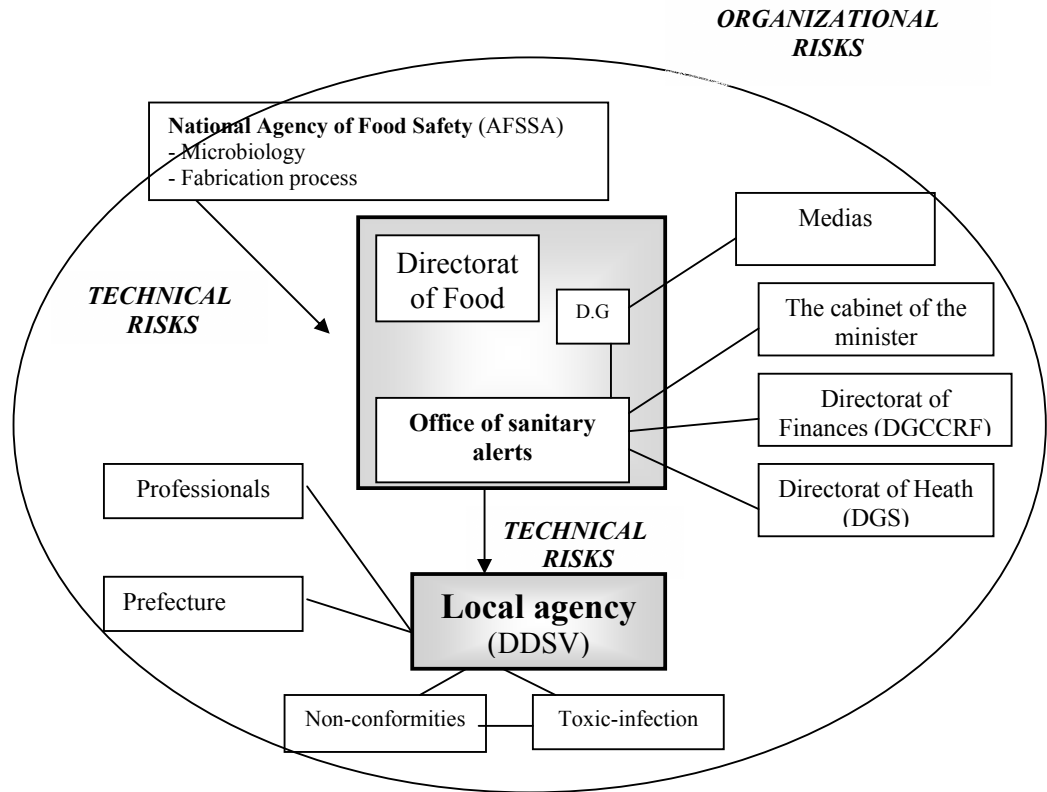 ORGANIZATIONAL
RISKS
National Agency of Food Safety (AFSSA)
- Microbiology
- Fabrication process
Medias
Directorat
of Food
D.G
TECHNICAL
RISKS
The cabinet of the
minister
Directorat of
Finances (DGCCRF)
Office of sanitary
alerts
Directorat of Heath
(DGS)
Professionals
TECHNICAL
RISKS
Prefecture
Local agency
(DDSV)
Non-conformities
Toxic-infection